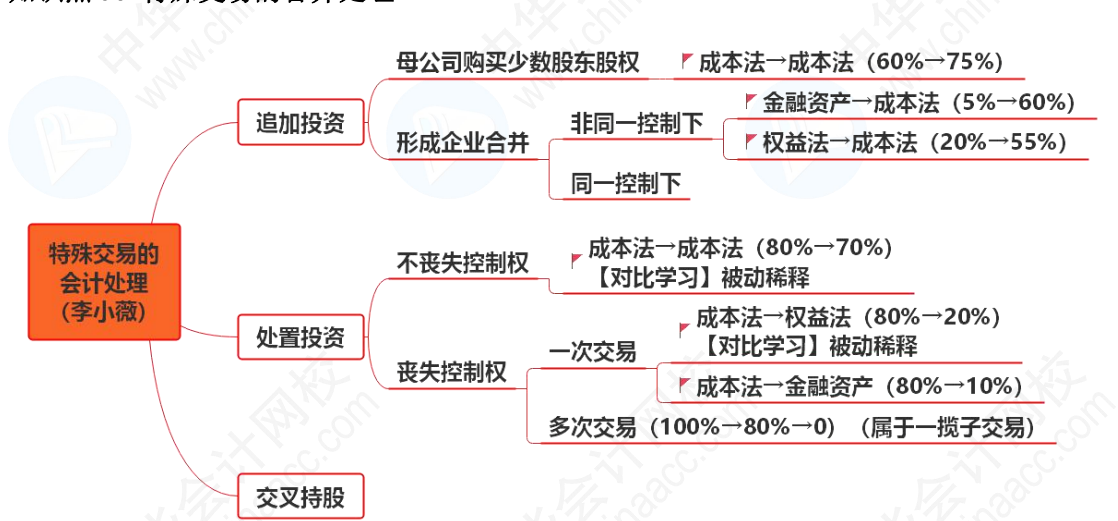 特殊交易的
会计处理
（李小薇）
追加投资
母公司购买少数股东股权
成本法→成本法（60%→75%）
形成企业合并
非同一控制下
金融资产→成本法（5%→60%）
权益法→成本法（20%→55%）
同一控制下
处置投资
不丧失控制权
成本法→成本法（80%→70%）
【对比学习】被动稀释
丧失控制权
一次交易
成本法→权益法（80%→20%）
【对比学习】被动稀释
成本法→金融资产（80%→10%）
多次交易（100%→80%→0）（属于一揽子交易）
交叉持股